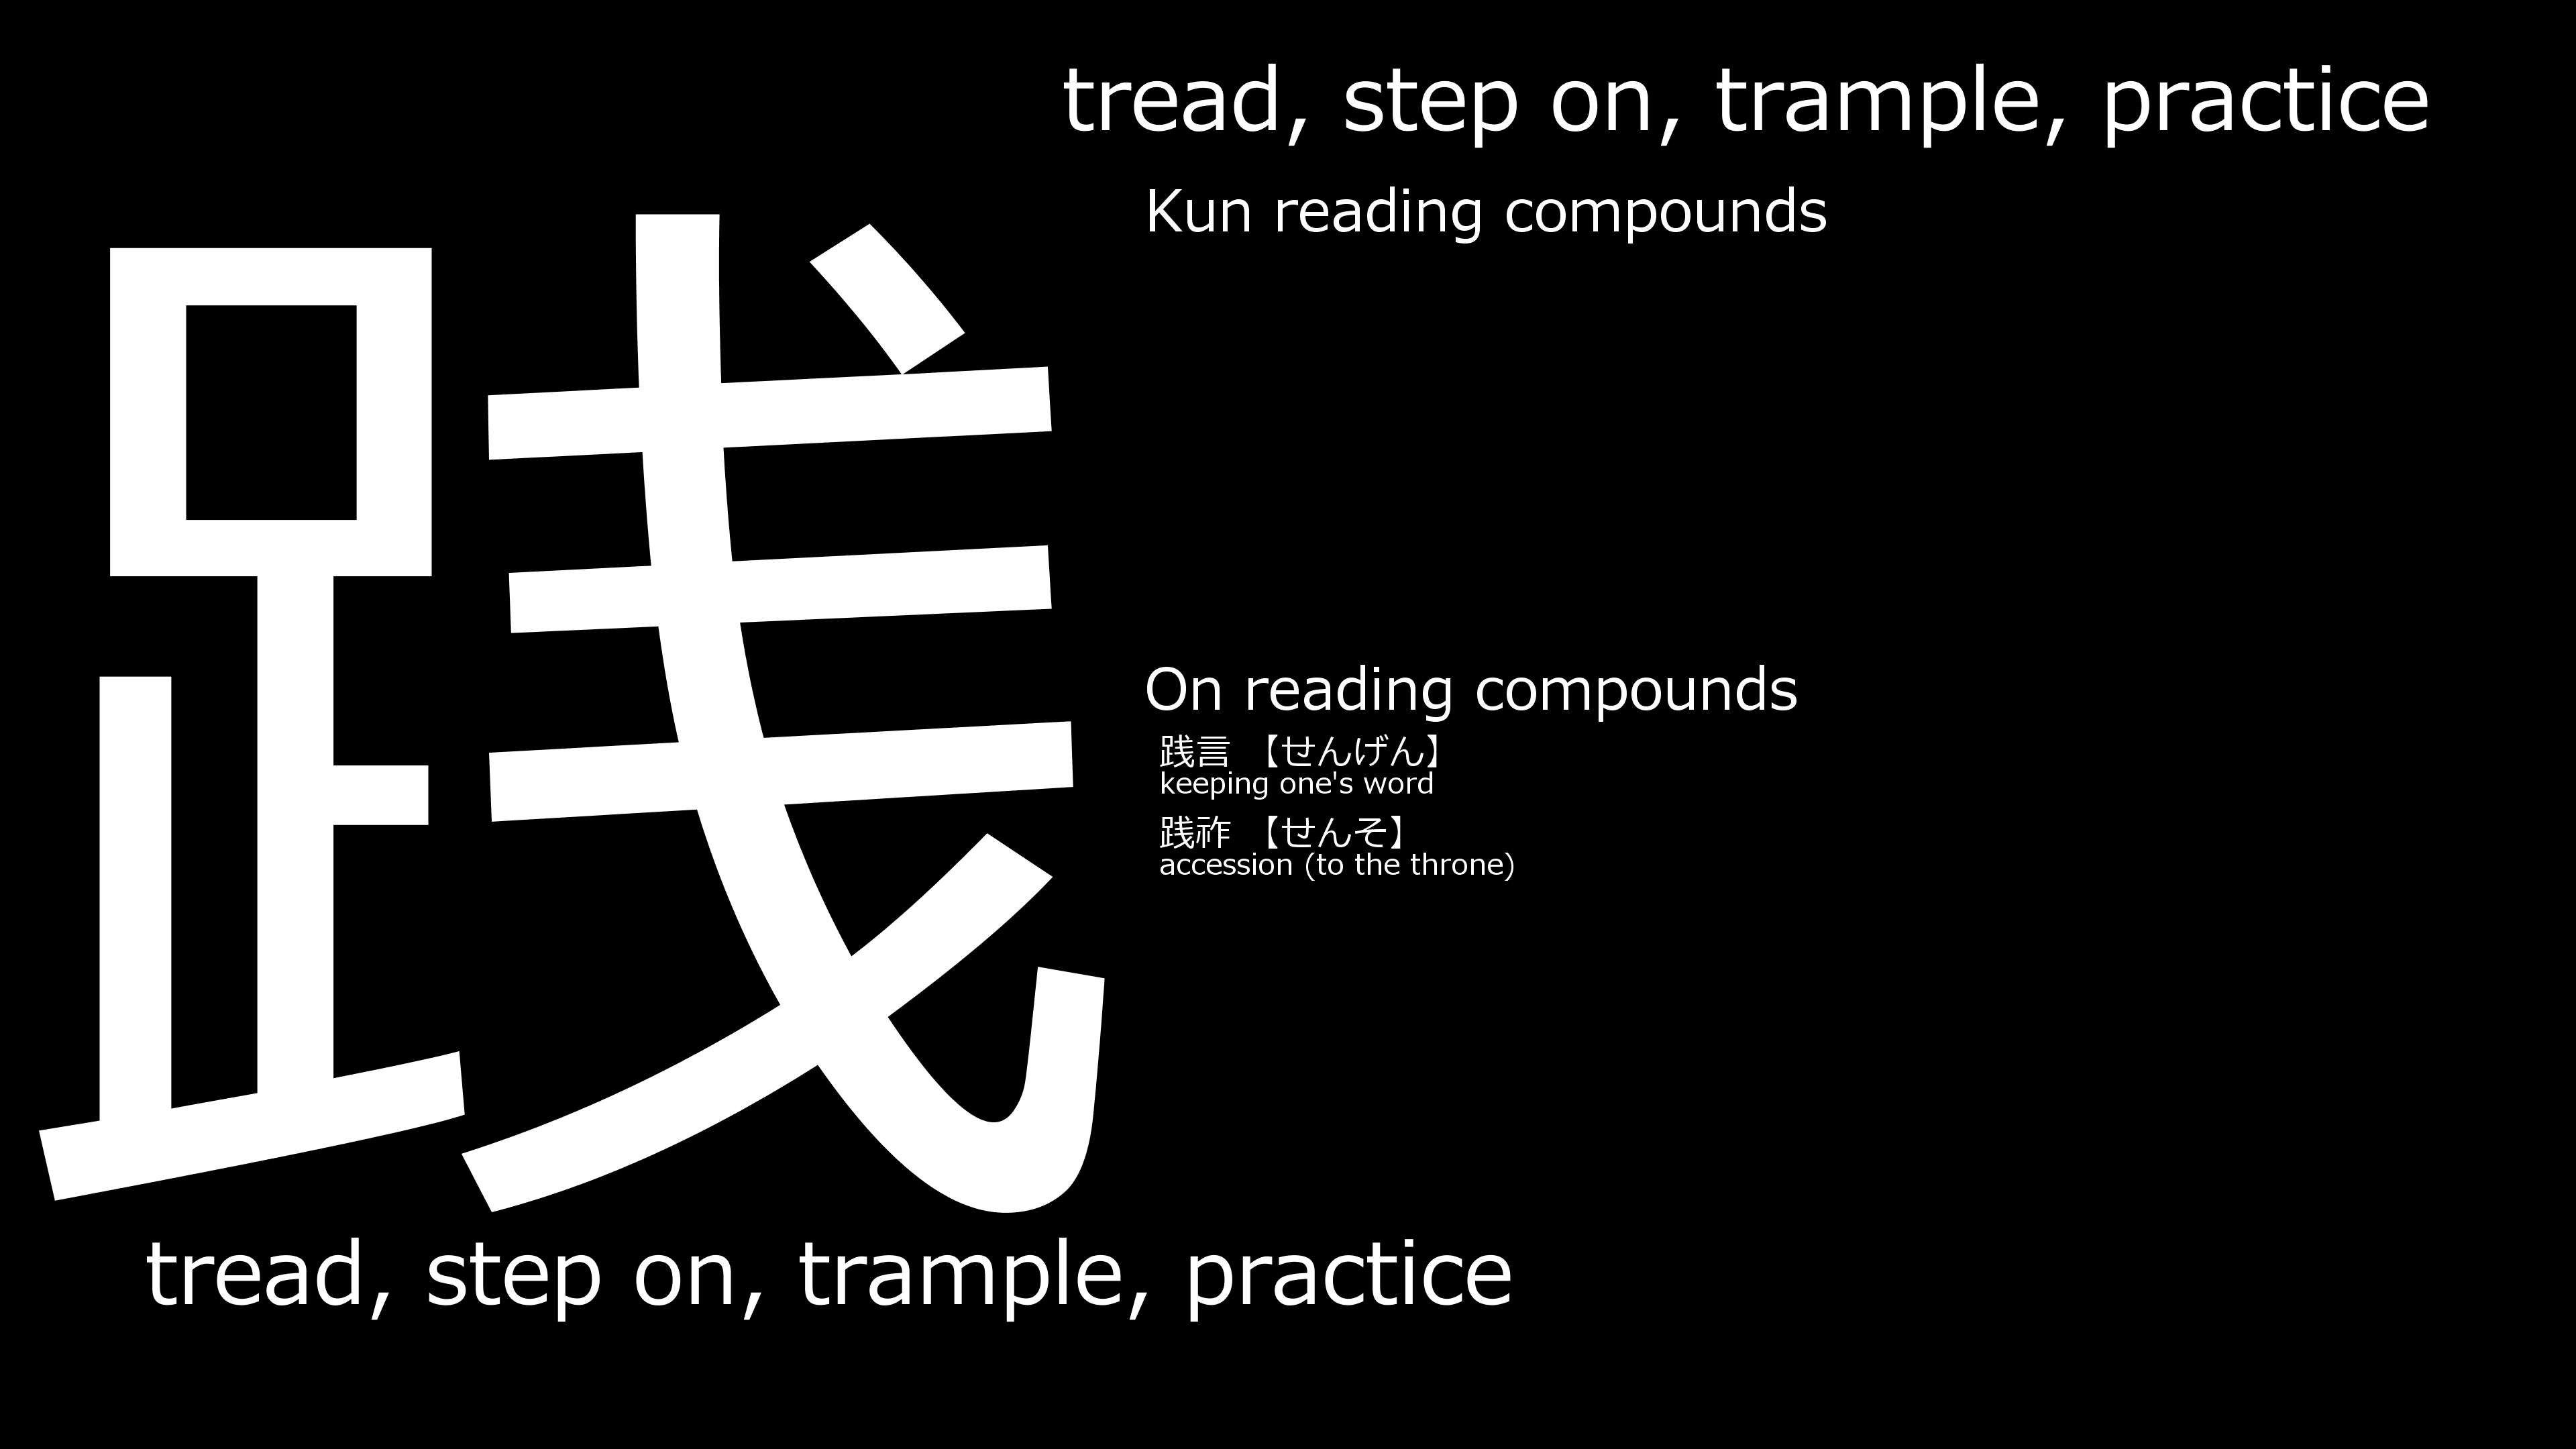 践
tread, step on, trample, practice
Kun reading compounds
On reading compounds
践言 【せんげん】
keeping one's word
践祚 【せんそ】
accession (to the throne)
tread, step on, trample, practice